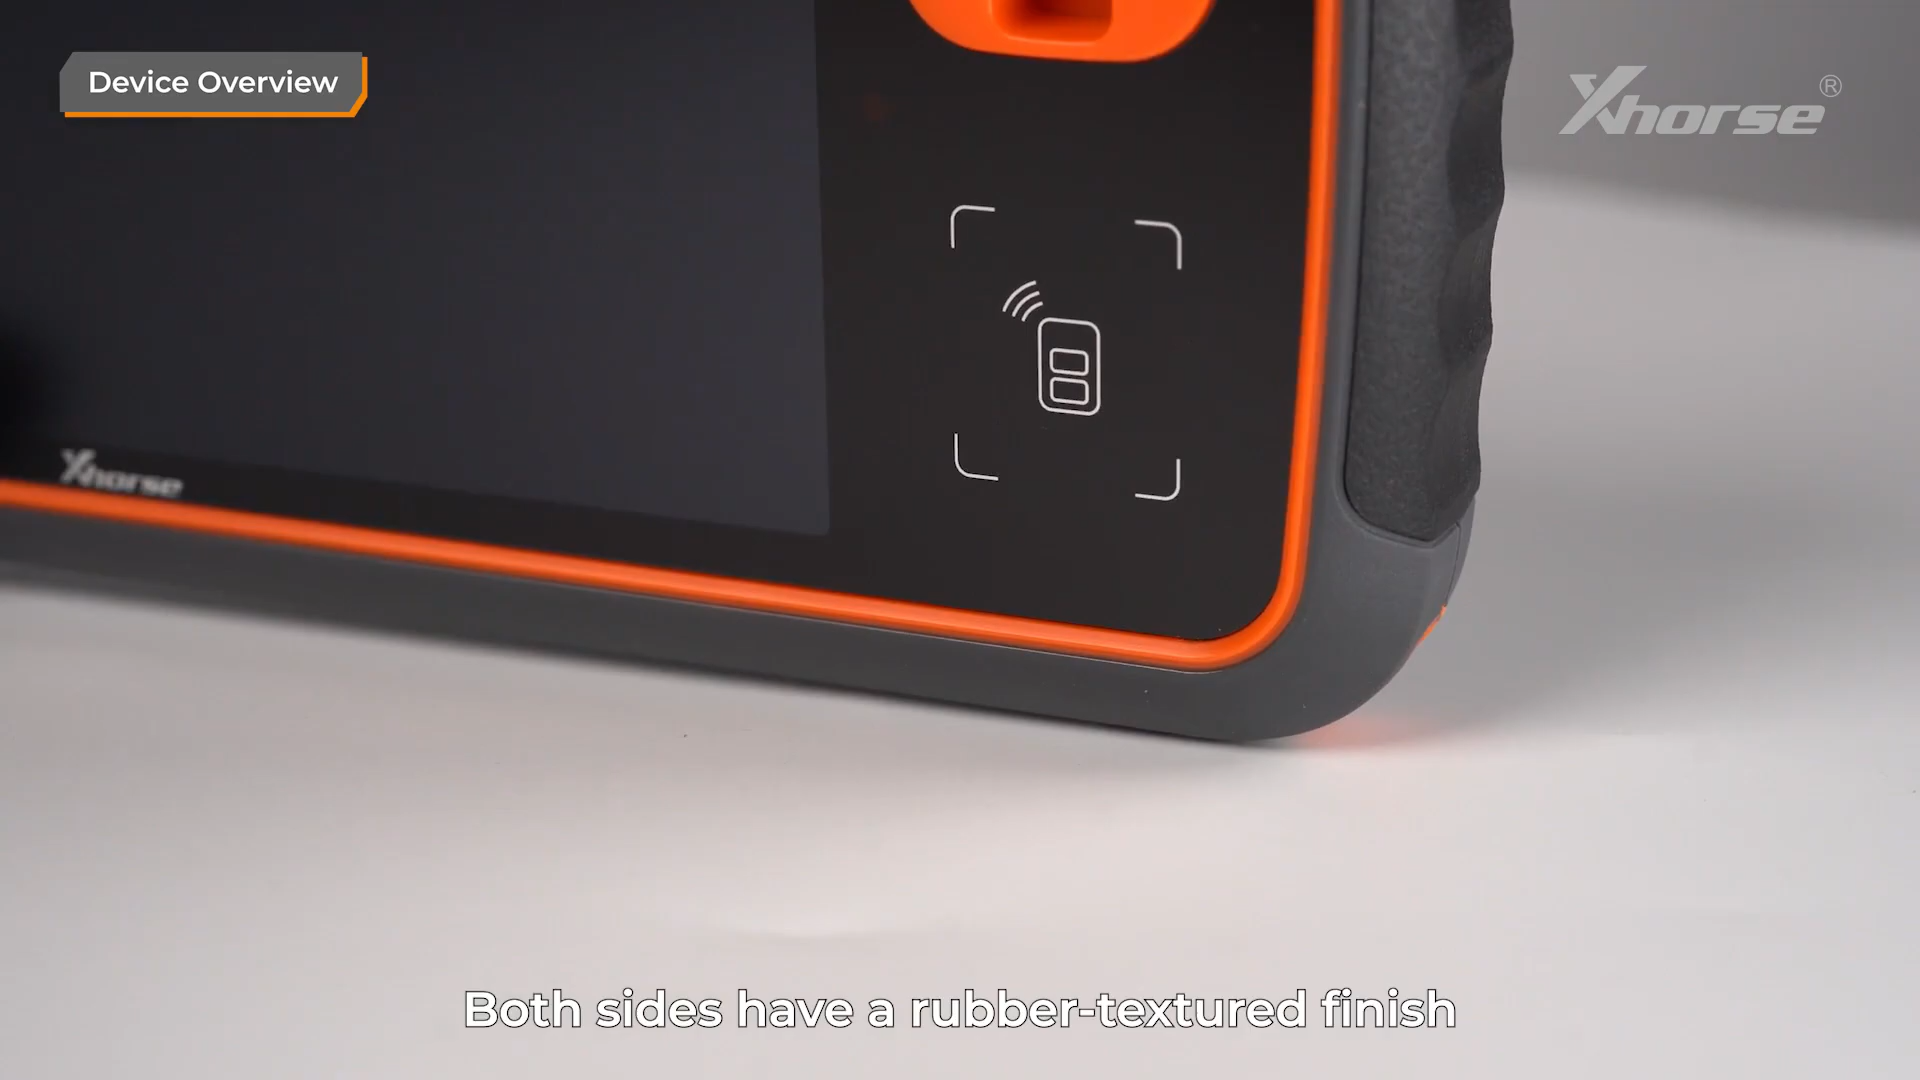 Device Overview
Xhorse®
Xhorse
Both sides have a rubber-textured finish